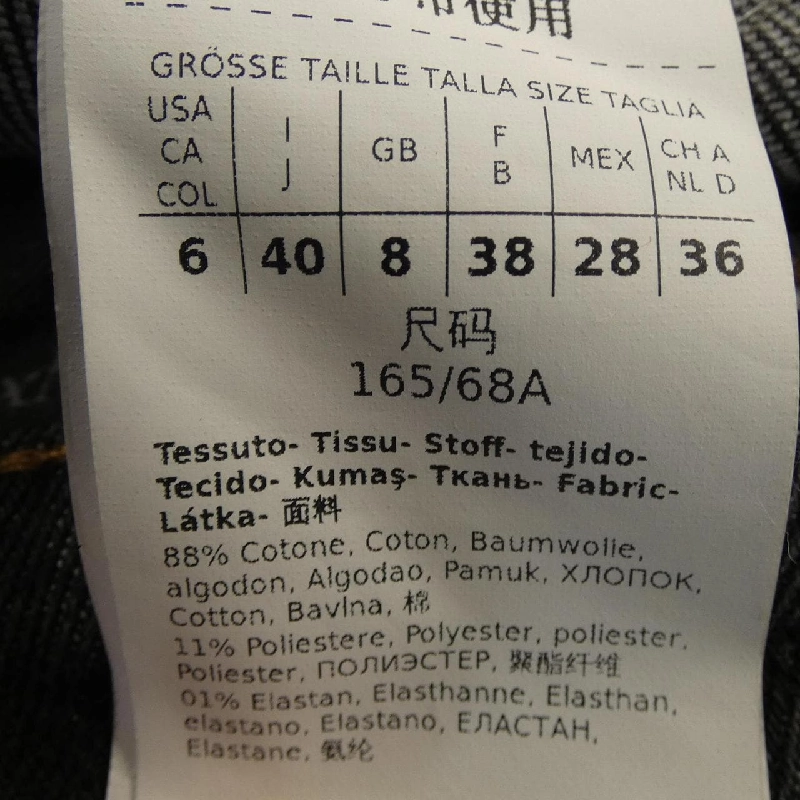 使用
GRÖSSE TAILLE TALLA SIZE TAGLIA
USA CA COL
I J
GB
F B
MEX
CH A NL D
6 40 8 38 28 36
尺码
165/68A
Tessuto- Tissu- Stoff- tejido-
Tecido- Kumaş- Ткань- Fabric-
Látka- 面料
88% Cotone, Coton, Baumwolle,
algodon, Algodao, Pamuk, ХЛОПОК,
Cotton, Bavlna, 棉
11% Poliestere, Polyester, poliester,
Poliester, ПОЛИЭСТЕР, 聚酯纤维
01% Elastan, Elasthanne, Elasthan,
elastano, Elastano, ЕЛАСТАН,
Elastane, 氨纶